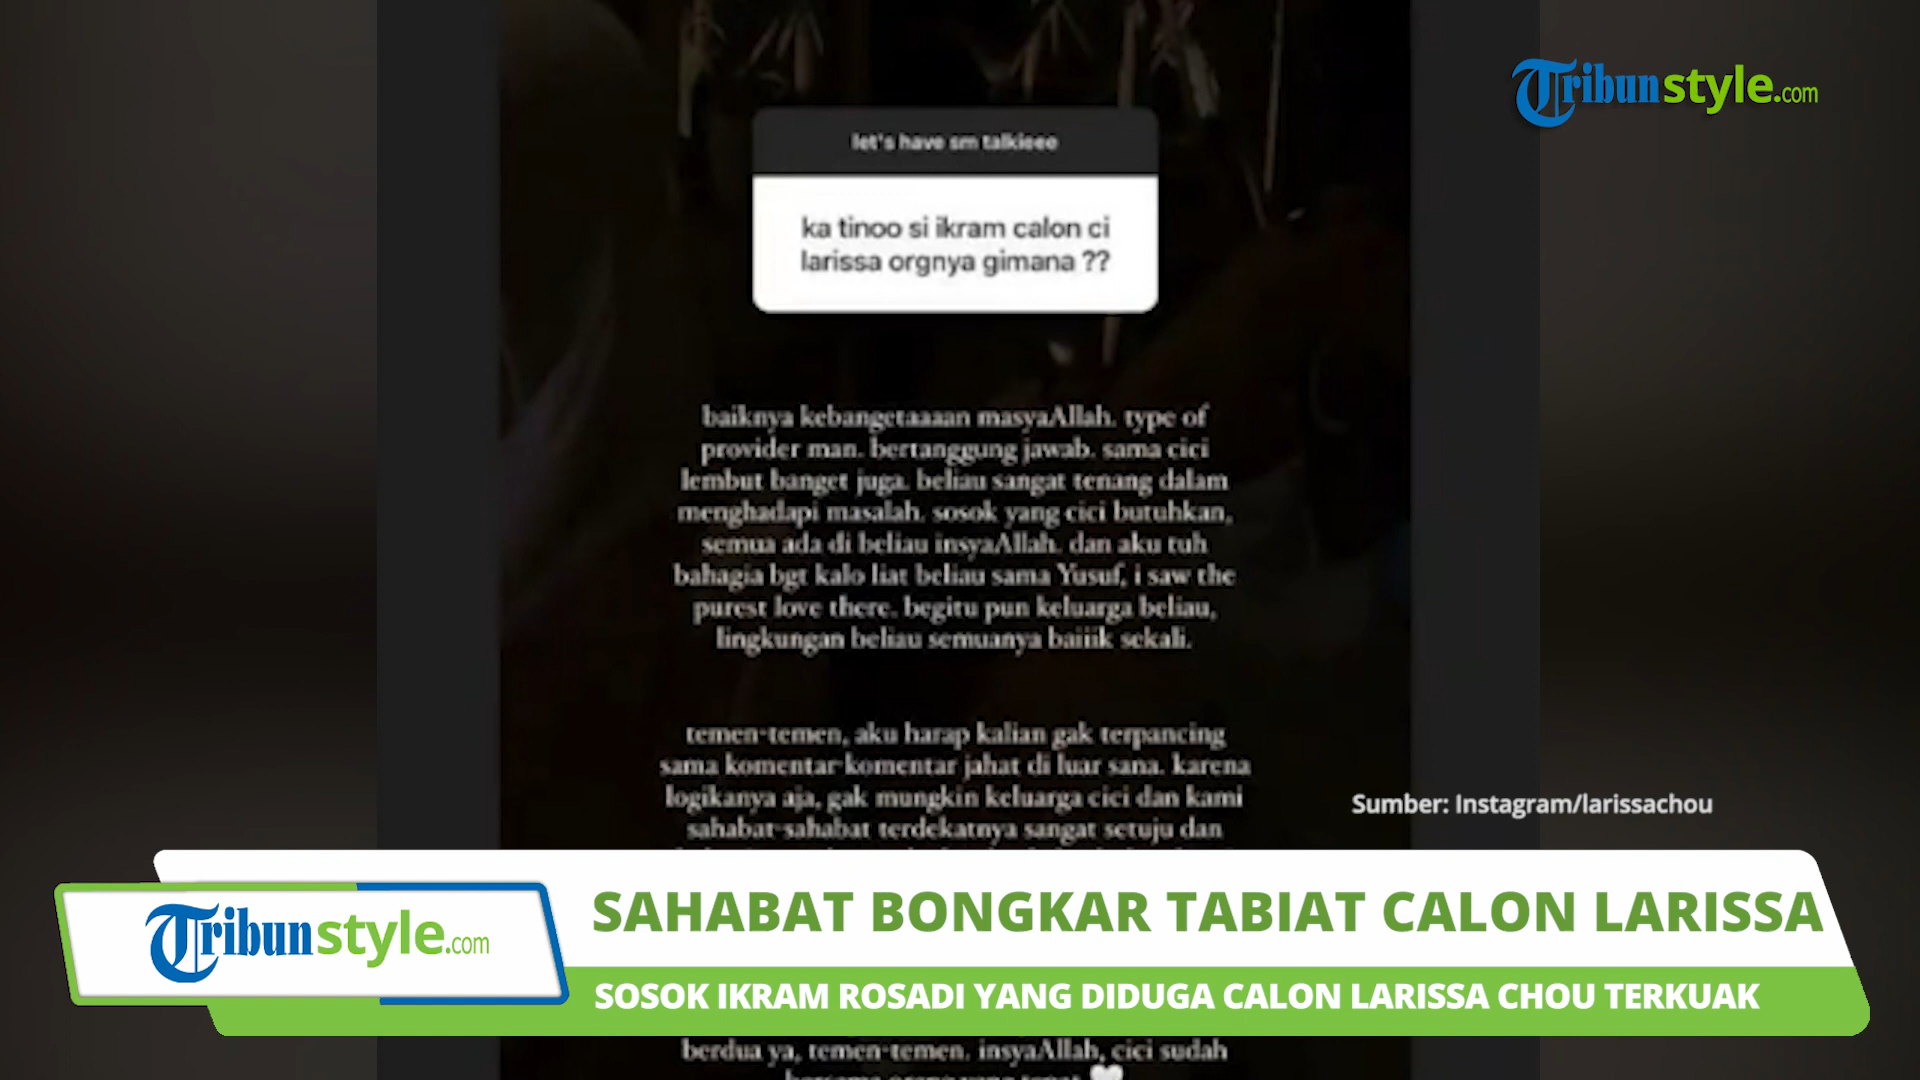 Tribunstyle.com
let's have sm talkieee
ka tinoo si ikram calon ci
larissa orgnya gimana ??
baiknya kebangetaaaan masyaAllah. type of
provider man. bertanggung jawab. sama cici
lembut banget juga. beliau sangat tenang dalam
menghadapi masalah. sosok yang cici butuhkan,
semua ada di beliau insyaAllah. dan aku tuh
bahagia bgt kalo liat beliau sama Yusuf, i saw the
purest love there. begitu pun keluarga beliau,
lingkungan beliau semuanya baiiik sekali.
temen-temen, aku harap kalian gak terpancing
sama komentar-komentar jahat di luar sana. karena
logikanya aja, gak mungkin keluarga cici dan kami
sahabat-sahabat terdekatnya sangat setuju dan
Sumber: Instagram/larissachou
Tribunstyle.com
SAHABAT BONGKAR TABIAT CALON LARISSA
SOSOK IKRAM ROSADI YANG DIDUGA CALON LARISSA CHOU TERKUAK
berdua ya, temen-temen. insyaAllah, cici sudah